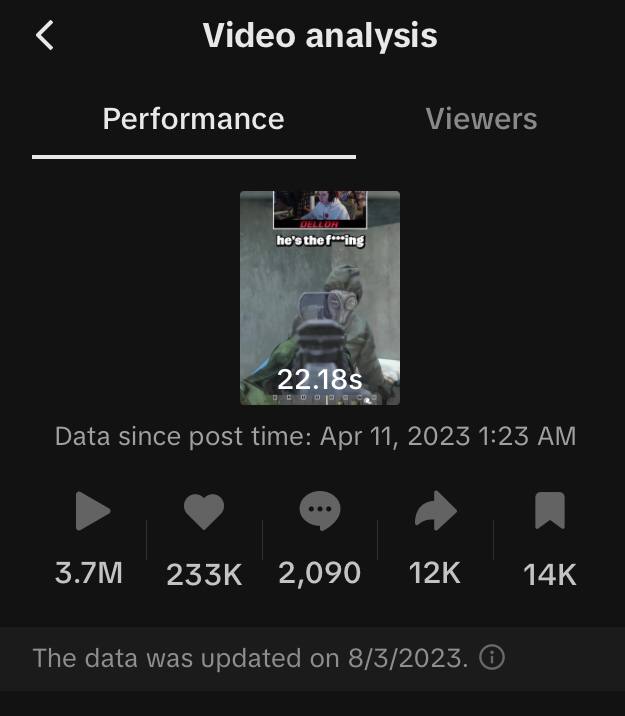 Video analysis
Performance
Viewers
DELLOR
he's the f***ing
22.18s
Data since post time: Apr 11, 2023 1:23 AM
3.7M
233K
2,090
12K
14K
The data was updated on 8/3/2023.